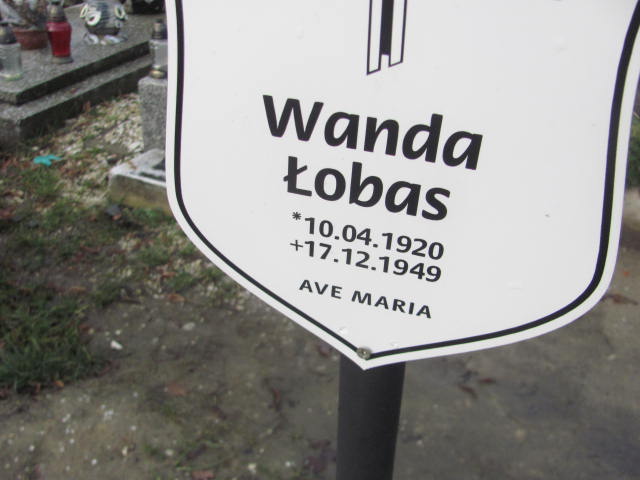 Wanda
Łobas
*10.04.1920
+17.12.1949
AVE MARIA